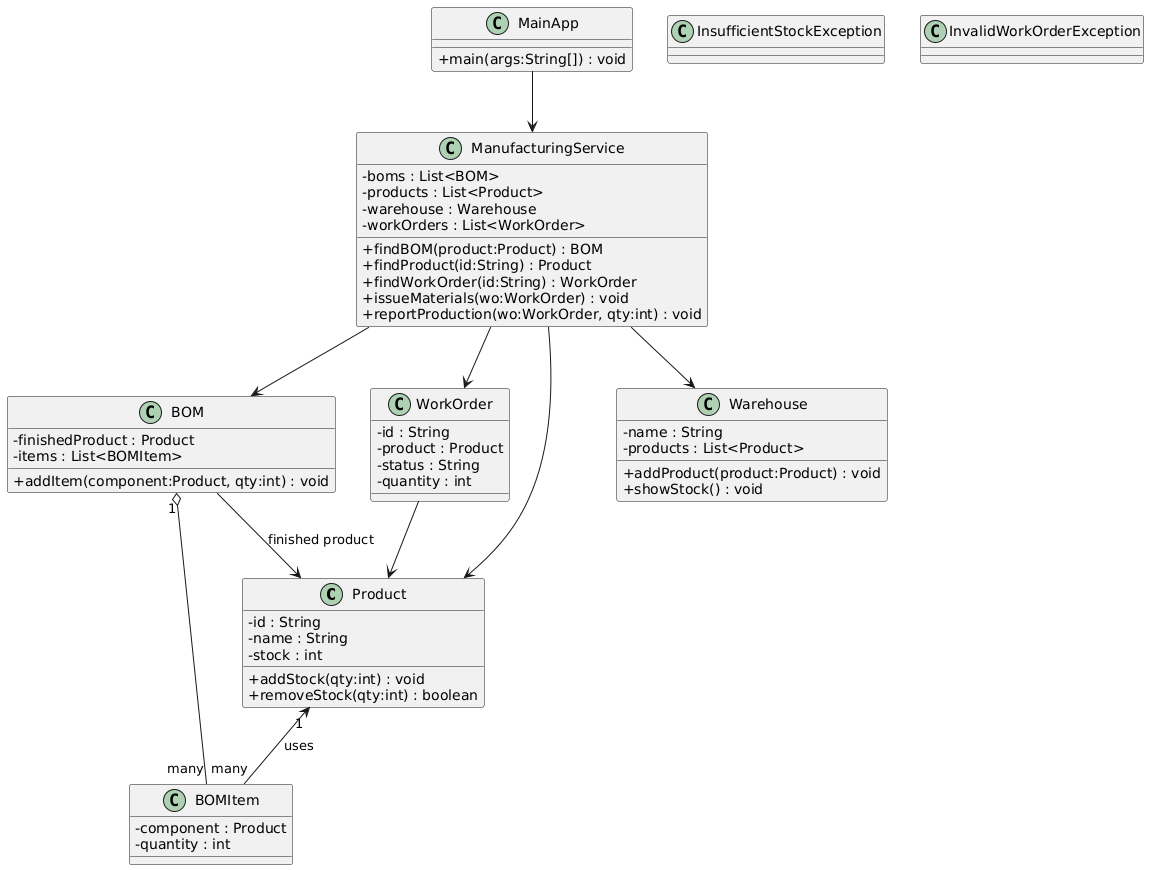 C MainApp
+main(args:String[]) : void
C InsufficientStockException
C InvalidWorkOrderException
C ManufacturingService
-boms : List<BOM>
-products : List<Product>
-warehouse : Warehouse
-workOrders : List<WorkOrder>
+findBOM(product:Product) : BOM
+findProduct(id:String) : Product
+findWorkOrder(id:String) : WorkOrder
+issueMaterials(wo:WorkOrder) : void
+reportProduction(wo:WorkOrder, qty:int) : void
C BOM
-finishedProduct : Product
-items : List<BOMItem>
+addItem(component:Product, qty:int) : void
C WorkOrder
-id : String
-product : Product
-status : String
-quantity : int
C Warehouse
-name : String
-products : List<Product>
+addProduct(product:Product) : void
+showStock() : void
1
finished product
C Product
-id : String
-name : String
-stock : int
+addStock(qty:int) : void
+removeStock(qty:int) : boolean
1
uses
many
many
C BOMItem
-component : Product
-quantity : int